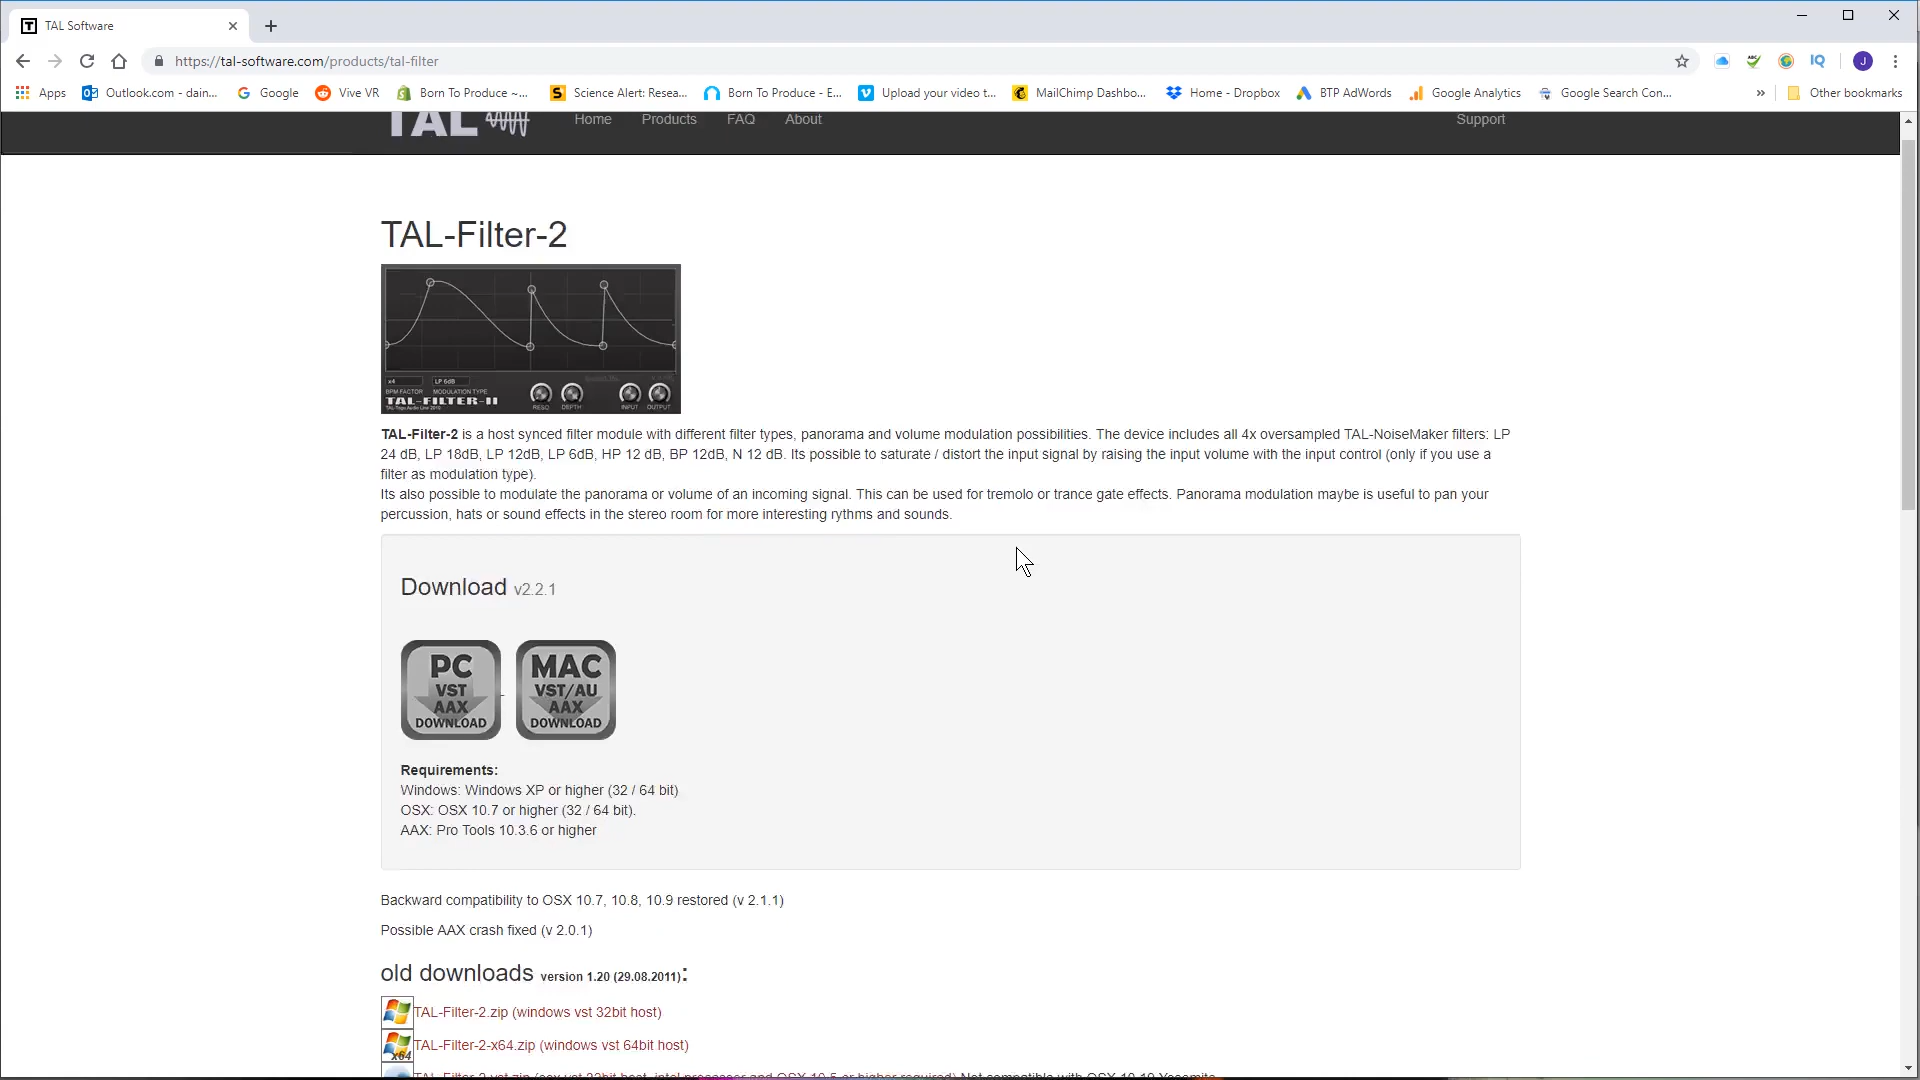 TAL Software
https://tal-software.com/products/tal-filter
Apps Outlook.com - dain... Google Vive VR Born To Produce ~... Science Alert: Resea... Born To Produce - E... Upload your video t... MailChimp Dashbo... Home - Dropbox BTP AdWords Google Analytics Google Search Con... » Other bookmarks
TAL Home Products FAQ About Support
TAL-Filter-2
x4 LP 6dB
BPM FACTOR MODULATION TYPE
TAL-FILTER-II
RESO DEPTH INPUT OUTPUT
TAL-Filter-2 is a host synced filter module with different filter types, panorama and volume modulation possibilities. The device includes all 4x oversampled TAL-NoiseMaker filters: LP
24 dB, LP 18dB, LP 12dB, LP 6dB, HP 12 dB, BP 12dB, N 12 dB. Its possible to saturate / distort the input signal by raising the input volume with the input control (only if you use a
filter as modulation type).
Its also possible to modulate the panorama or volume of an incoming signal. This can be used for tremolo or trance gate effects. Panorama modulation maybe is useful to pan your
percussion, hats or sound effects in the stereo room for more interesting rythms and sounds.
Download v2.2.1
PC
VST
AAX
DOWNLOAD
MAC
VST/AU
AAX
DOWNLOAD
Requirements:
Windows: Windows XP or higher (32 / 64 bit)
OSX: OSX 10.7 or higher (32 / 64 bit).
AAX: Pro Tools 10.3.6 or higher
Backward compatibility to OSX 10.7, 10.8, 10.9 restored (v 2.1.1)
Possible AAX crash fixed (v 2.0.1)
old downloads version 1.20 (29.08.2011):
TAL-Filter-2.zip (windows vst 32bit host)
x64 TAL-Filter-2-x64.zip (windows vst 64bit host)